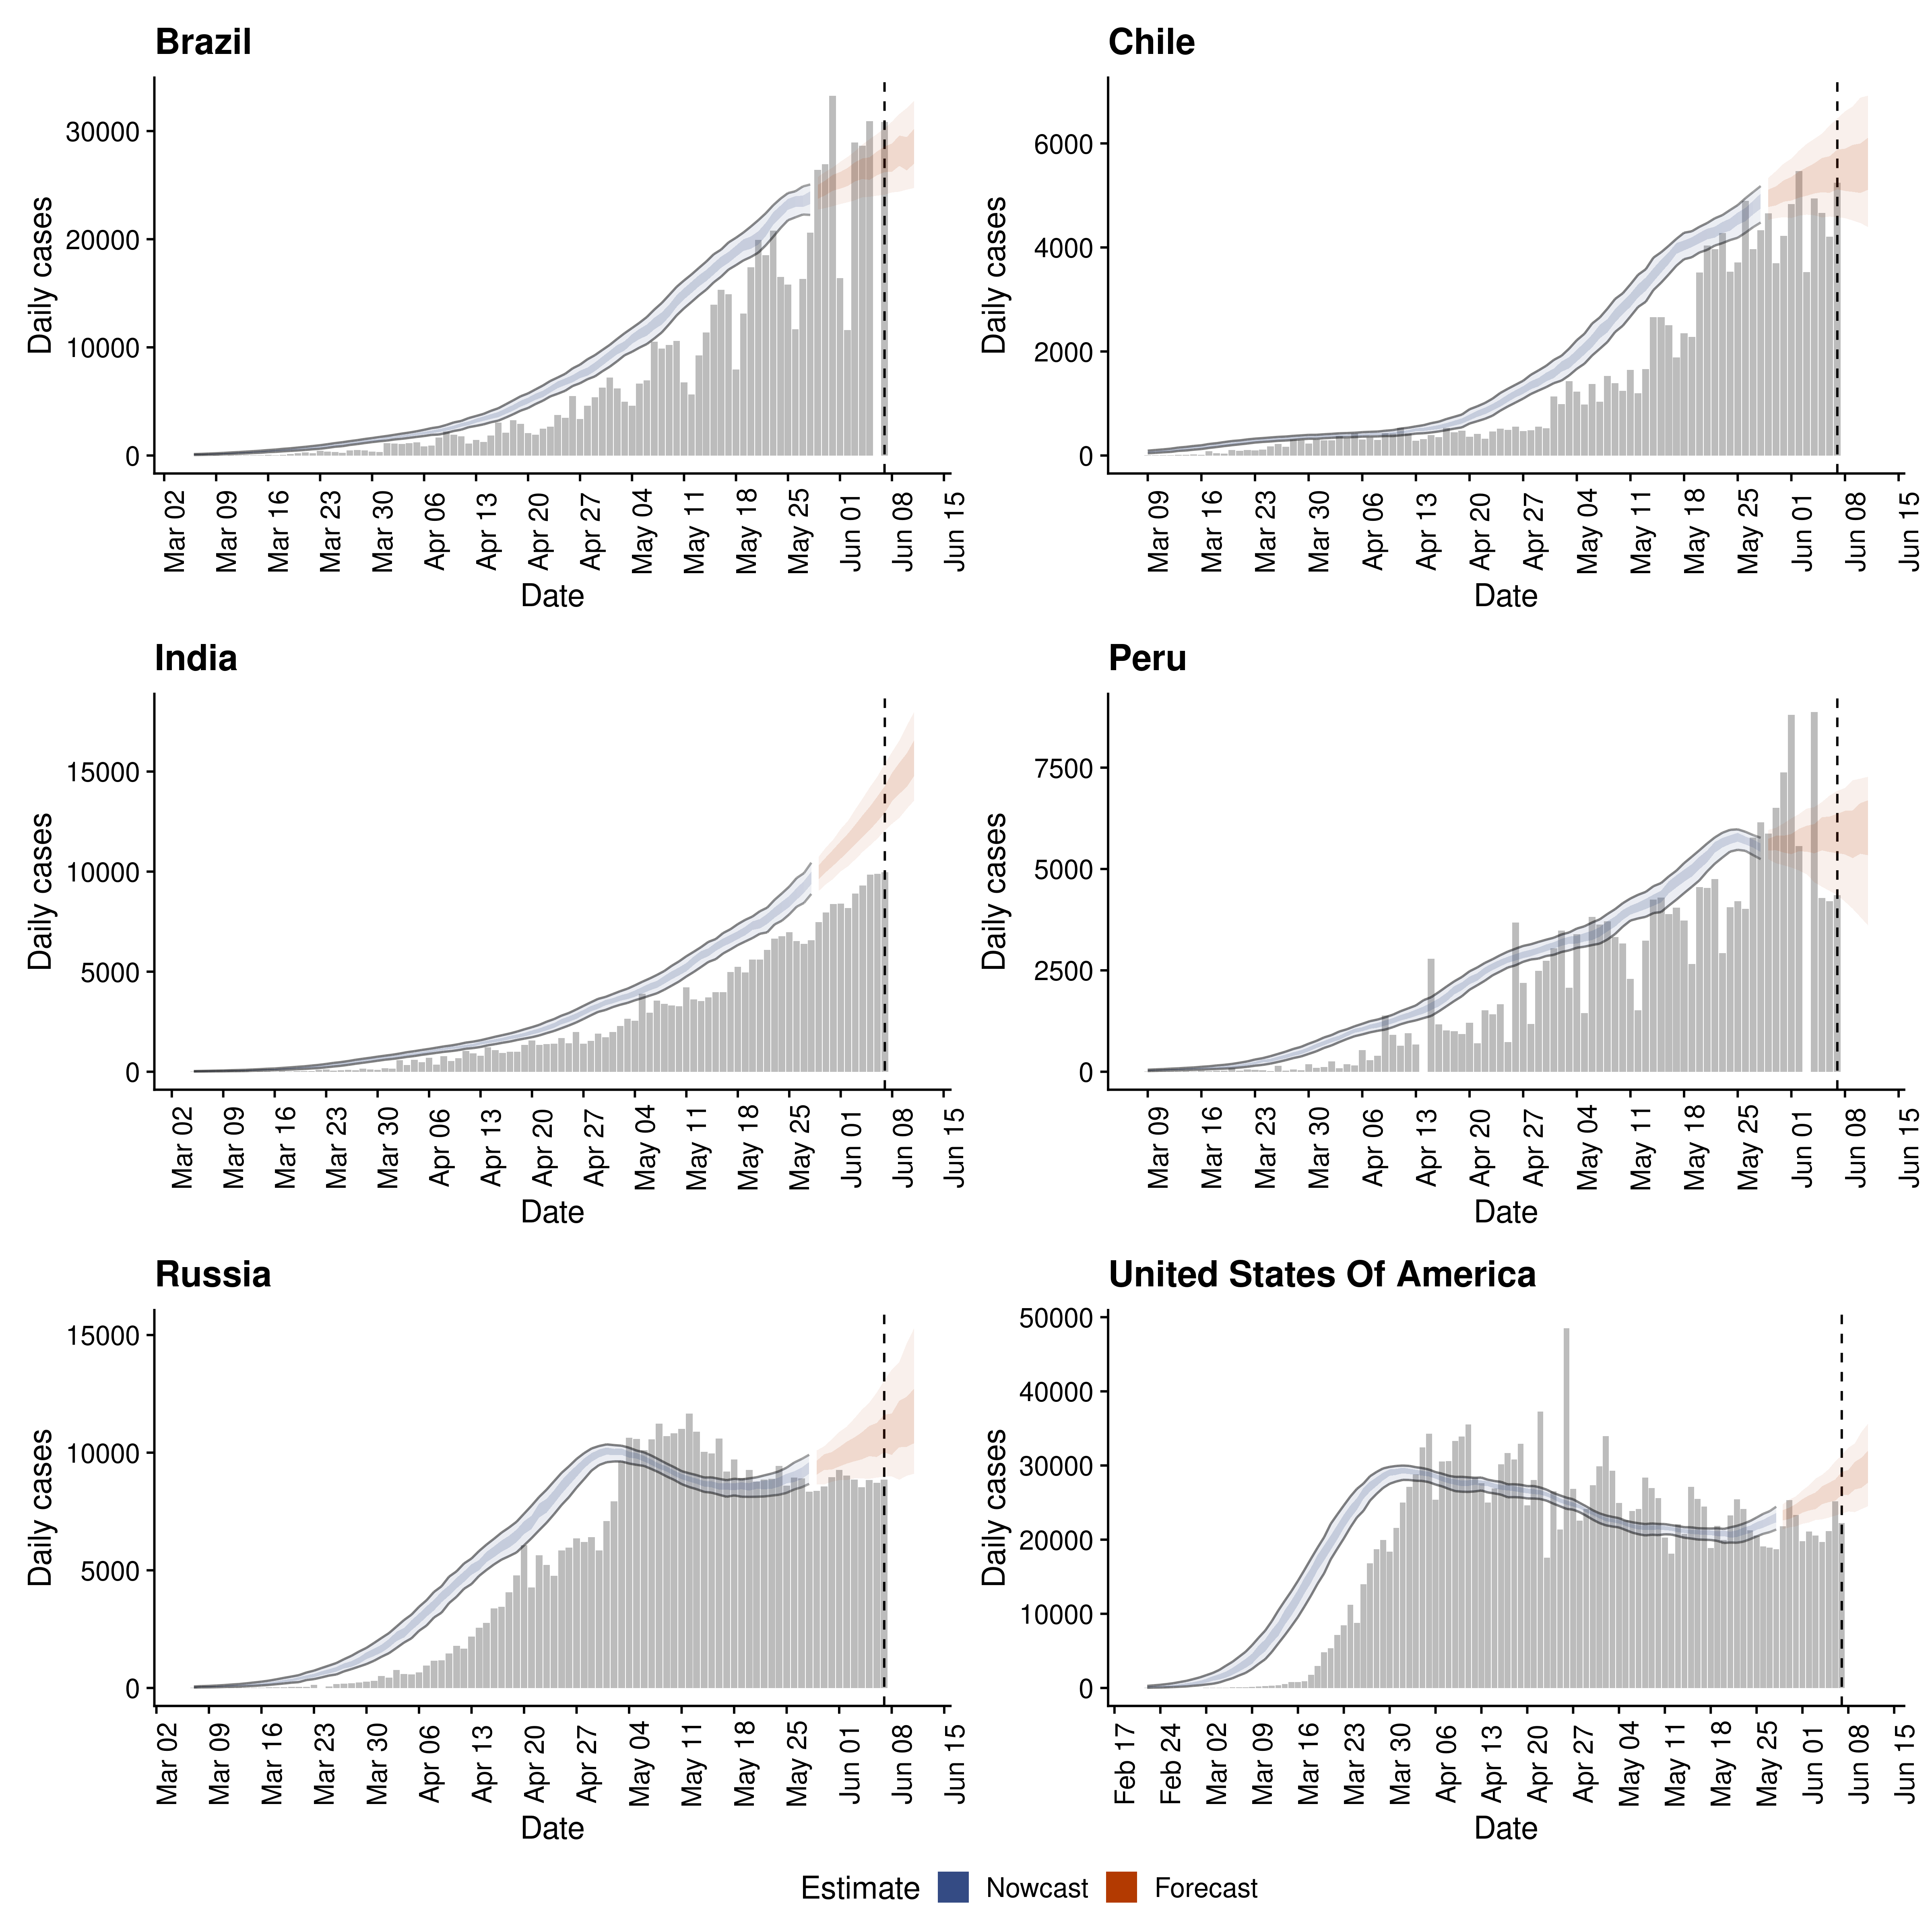 Brazil
Daily cases
30000
20000
10000
0
Mar 02
Mar 09
Mar 16
Mar 23
Mar 30
Apr 06
Apr 13
Apr 20
Apr 27
May 04
May 11
May 18
May 25
Jun 01
Jun 08
Jun 15
Date
Chile
Daily cases
6000
4000
2000
0
Mar 09
Mar 16
Mar 23
Mar 30
Apr 06
Apr 13
Apr 20
Apr 27
May 04
May 11
May 18
May 25
Jun 01
Jun 08
Jun 15
Date
India
Daily cases
15000
10000
5000
0
Mar 02
Mar 09
Mar 16
Mar 23
Mar 30
Apr 06
Apr 13
Apr 20
Apr 27
May 04
May 11
May 18
May 25
Jun 01
Jun 08
Jun 15
Date
Peru
Daily cases
7500
5000
2500
0
Mar 09
Mar 16
Mar 23
Mar 30
Apr 06
Apr 13
Apr 20
Apr 27
May 04
May 11
May 18
May 25
Jun 01
Jun 08
Jun 15
Date
Russia
Daily cases
15000
10000
5000
0
Mar 02
Mar 09
Mar 16
Mar 23
Mar 30
Apr 06
Apr 13
Apr 20
Apr 27
May 04
May 11
May 18
May 25
Jun 01
Jun 08
Jun 15
Date
United States Of America
Daily cases
50000
40000
30000
20000
10000
0
Feb 17
Feb 24
Mar 02
Mar 09
Mar 16
Mar 23
Mar 30
Apr 06
Apr 13
Apr 20
Apr 27
May 04
May 11
May 18
May 25
Jun 01
Jun 08
Jun 15
Date
Estimate Nowcast Forecast